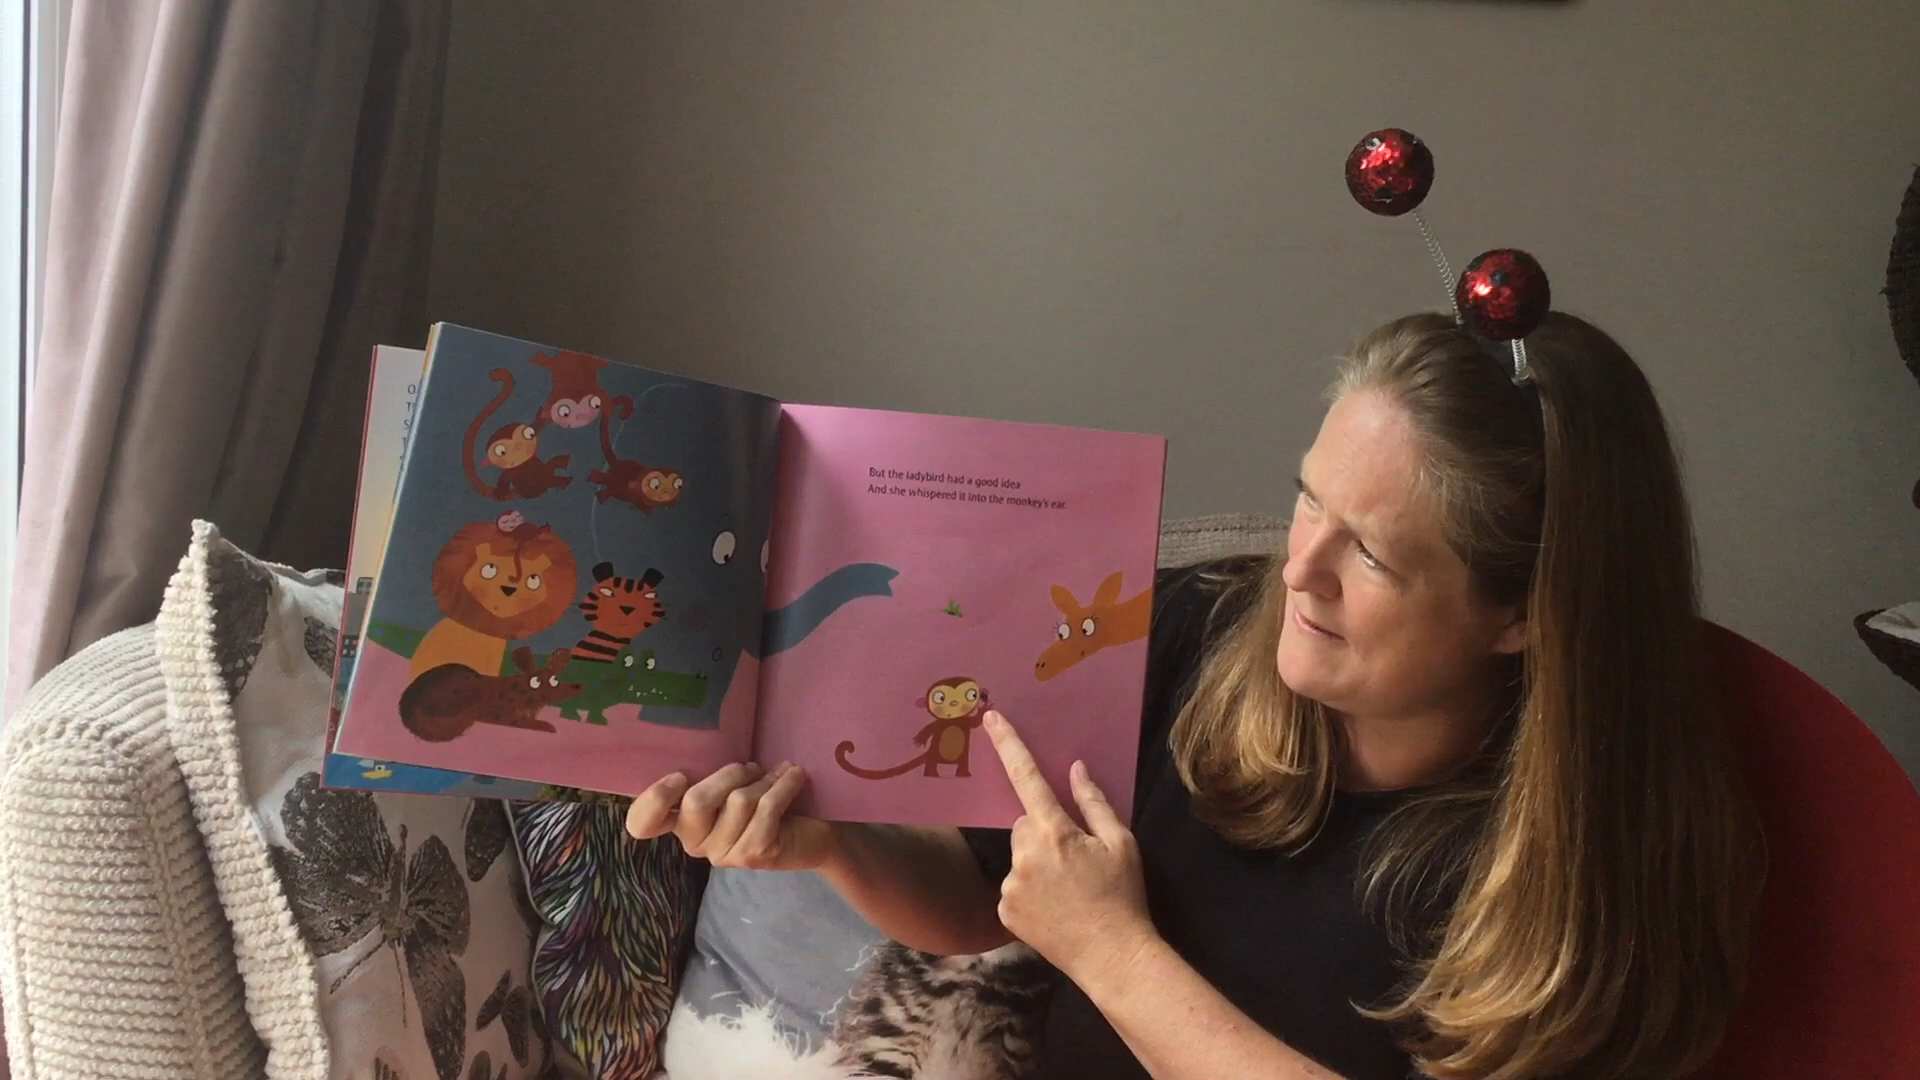 O
T
S
But the ladybird had a good idea
And she whispered it into the monkey's ear.